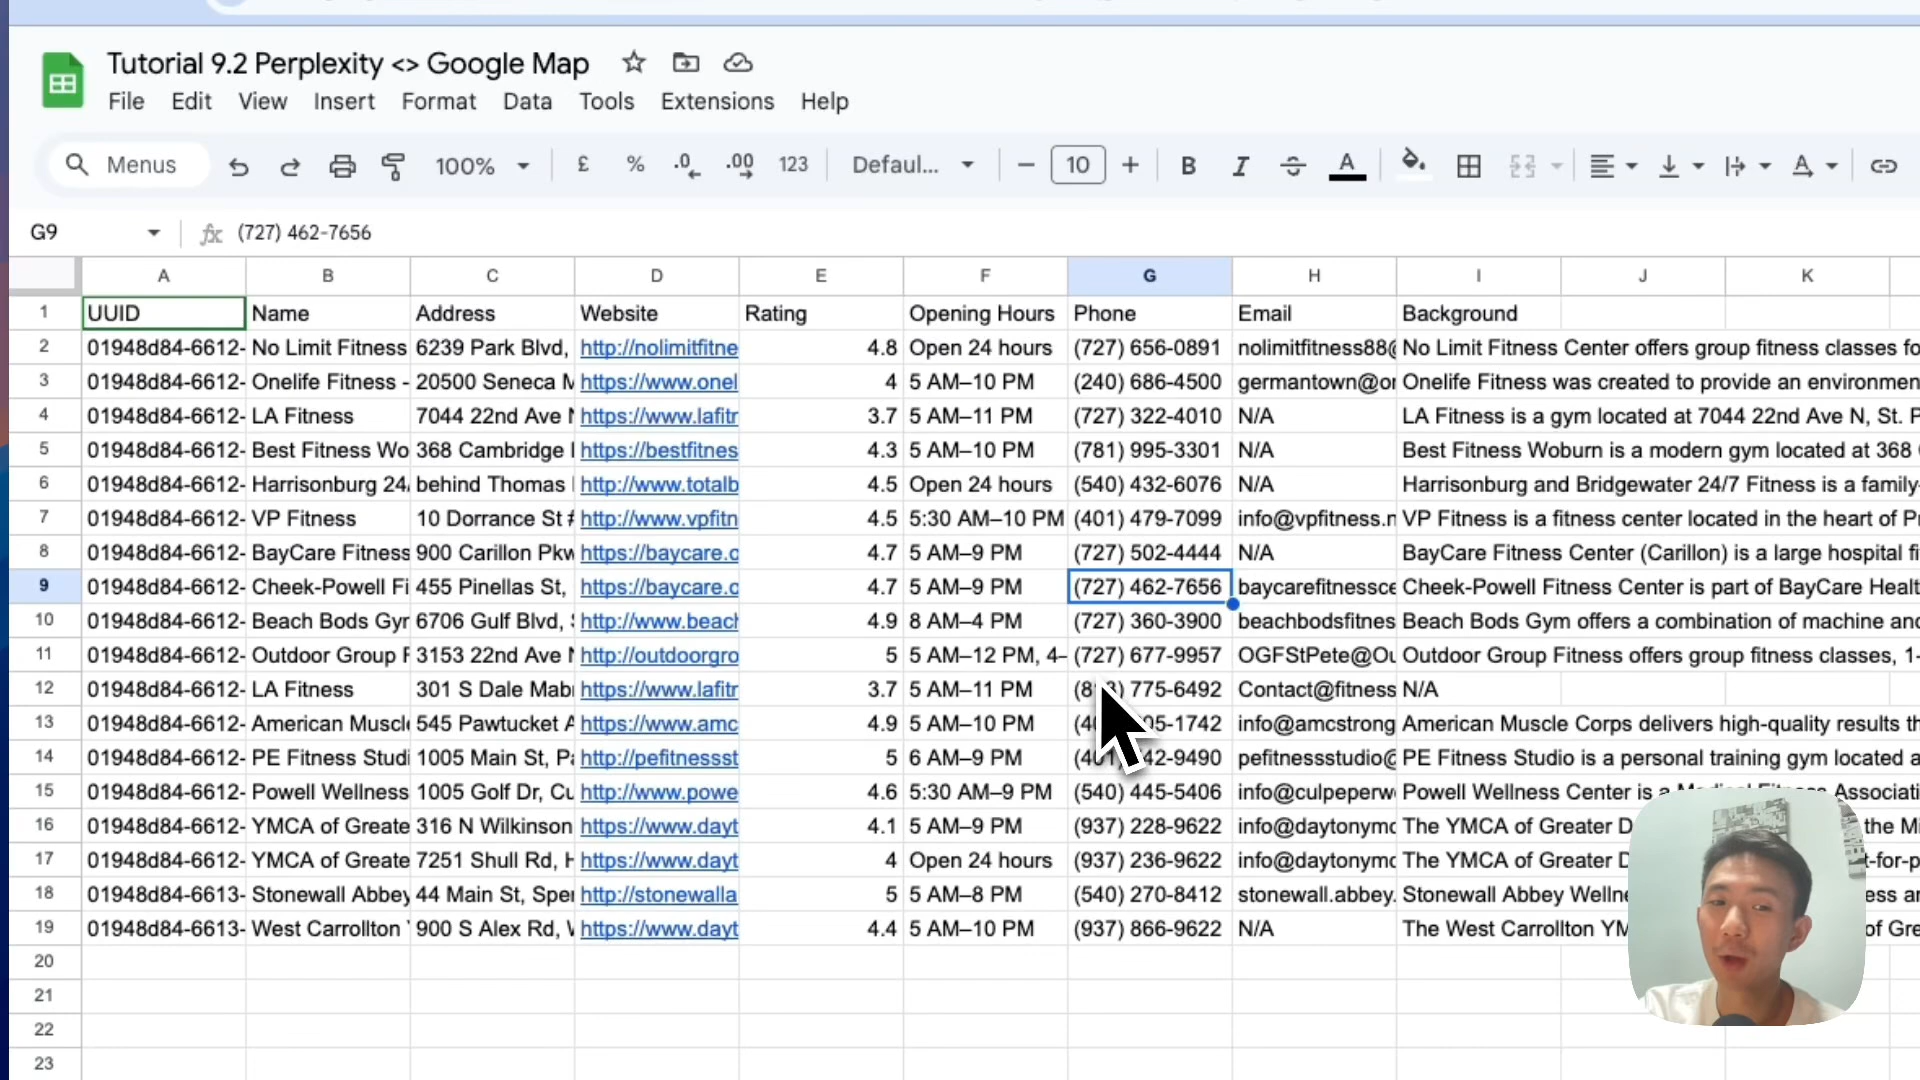 Tutorial 9.2 Perplexity <> Google Map
File Edit View Insert Format Data Tools Extensions Help
Menus 100% £ % .0 .00 123 Defaul... 10 B I A A
G9 fx (727) 462-7656
A B C D E F G H I J K
1 UUID Name Address Website Rating Opening Hours Phone Email Background
2 01948d84-6612- No Limit Fitness 6239 Park Blvd, http://nolimitfitne 4.8 Open 24 hours (727) 656-0891 nolimitfitness88@ No Limit Fitness Center offers group fitness classes fo
3 01948d84-6612- Onelife Fitness - 20500 Seneca M https://www.onel 4 5 AM–10 PM (240) 686-4500 germantown@on Onelife Fitness was created to provide an environmen
4 01948d84-6612- LA Fitness 7044 22nd Ave N https://www.lafitr 3.7 5 AM–11 PM (727) 322-4010 N/A LA Fitness is a gym located at 7044 22nd Ave N, St. P
5 01948d84-6612- Best Fitness Wo 368 Cambridge https://bestfitnes 4.3 5 AM–10 PM (781) 995-3301 N/A Best Fitness Woburn is a modern gym located at 368
6 01948d84-6612- Harrisonburg 24/ behind Thomas http://www.totalb 4.5 Open 24 hours (540) 432-6076 N/A Harrisonburg and Bridgewater 24/7 Fitness is a family-
7 01948d84-6612- VP Fitness 10 Dorrance St # http://www.vpfitn 4.5 5:30 AM–10 PM (401) 479-7099 info@vpfitness.n VP Fitness is a fitness center located in the heart of Pr
8 01948d84-6612- BayCare Fitness 900 Carillon Pkw https://baycare.o 4.7 5 AM–9 PM (727) 502-4444 N/A BayCare Fitness Center (Carillon) is a large hospital fi
9 01948d84-6612- Cheek-Powell Fi 455 Pinellas St, https://baycare.o 4.7 5 AM–9 PM (727) 462-7656 baycarefitnessce Cheek-Powell Fitness Center is part of BayCare Healt
10 01948d84-6612- Beach Bods Gyr 6706 Gulf Blvd, http://www.beach 4.9 8 AM–4 PM (727) 360-3900 beachbodsfitnes Beach Bods Gym offers a combination of machine and
11 01948d84-6612- Outdoor Group F 3153 22nd Ave N http://outdoorgro 5 5 AM–12 PM, 4– (727) 677-9957 OGFStPete@Ou Outdoor Group Fitness offers group fitness classes, 1-
12 01948d84-6612- LA Fitness 301 S Dale Mab https://www.lafitr 3.7 5 AM–11 PM 775-6492 Contact@fitness N/A
13 01948d84-6612- American Muscle 545 Pawtucket A https://www.amc 4.9 5 AM–10 PM 1742 info@amcstrong American Muscle Corps delivers high-quality results th
14 01948d84-6612- PE Fitness Studi 1005 Main St, Pa http://pefitnessst 5 6 AM–9 PM 9490 pefitnessstudio@ PE Fitness Studio is a personal training gym located a
15 01948d84-6612- Powell Wellness 1005 Golf Dr, Cu http://www.powe 4.6 5:30 AM–9 PM (540) 445-5406 info@culpeperw Powell Wellness Center is a Medical Fitness Associati
16 01948d84-6612- YMCA of Greate 316 N Wilkinson https://www.dayt 4.1 5 AM–9 PM (937) 228-9622 info@daytonymc The YMCA of Greater D the Mi
17 01948d84-6612- YMCA of Greate 7251 Shull Rd, H https://www.dayt 4 Open 24 hours (937) 236-9622 info@daytonymc The YMCA of Greater D t-for-p
18 01948d84-6613- Stonewall Abbey 44 Main St, Sper http://stonewalla 5 5 AM–8 PM (540) 270-8412 stonewall.abbey. Stonewall Abbey Wellne ess an
19 01948d84-6613- West Carrollton 900 S Alex Rd, W https://www.dayt 4.4 5 AM–10 PM (937) 866-9622 N/A The West Carrollton YM of Gre
20
21
22
23